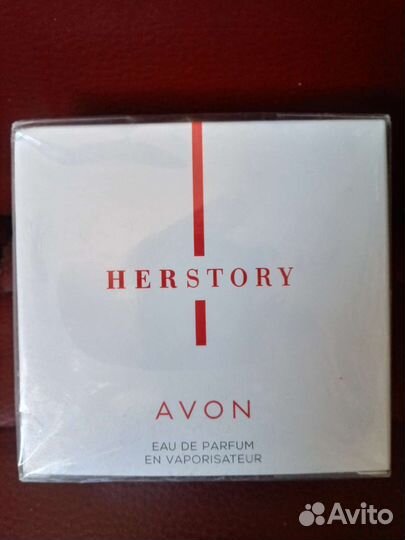 HERSTORY
AVON
EAU DE PARFUM
EN VAPORISATEUR
Avito